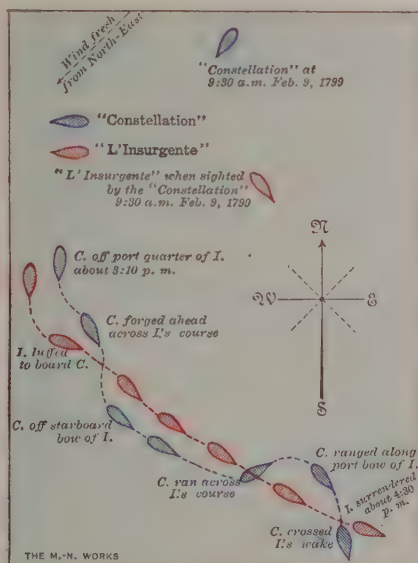 Wind fresh
from North-East
"Constellation" at
9:30 a.m. Feb. 9, 1799
"Constellation"
"L'Insurgente"
"L'Insurgente" when sighted
by the "Constellation"
9:30 a.m. Feb. 9, 1799
N
W
E
S
C. off port quarter of I.
about 3:10 p. m.
C. forged ahead
across I.'s course
I. luffed
to board C.
C. off starboard
bow of I.
C. ran across
I.'s course
C. ranged along
port bow of I.
I. surrendered
about 4:30
p. m.
C. crossed
I.'s wake
THE M.-N. WORKS